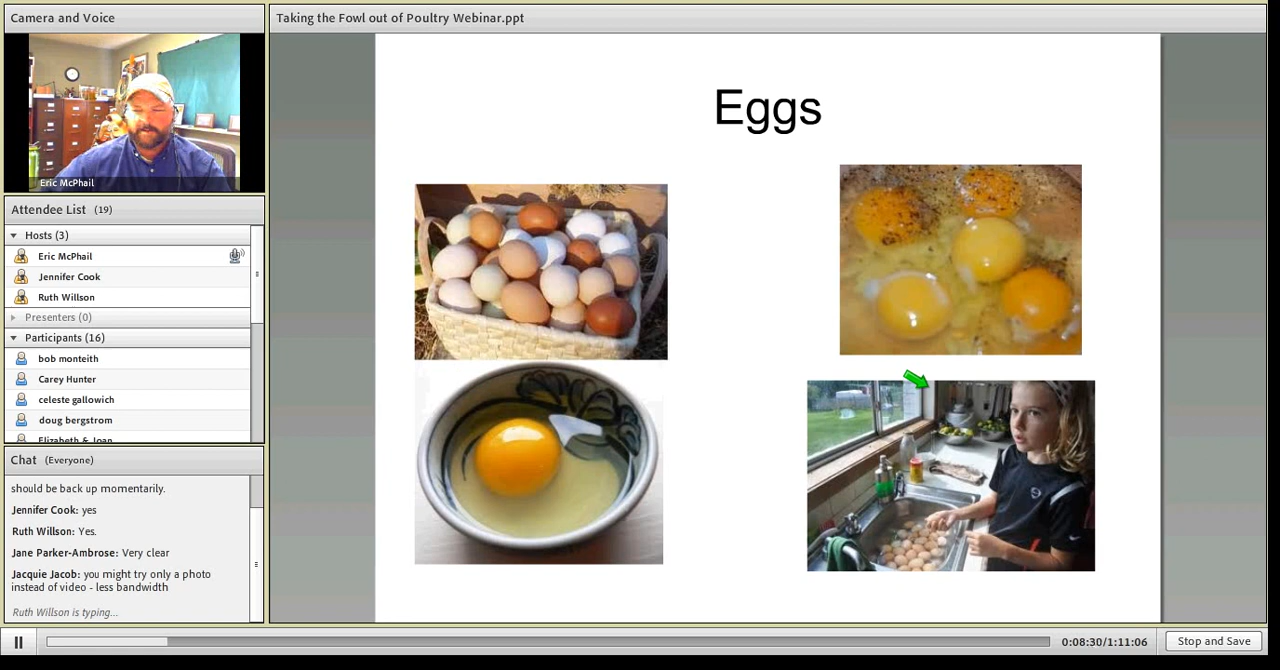 Camera and Voice
Eric McPhail
Attendee List (19)
Hosts (3)
Eric McPhail
Jennifer Cook
Ruth Willson
Presenters (0)
Participants (16)
bob monteith
Carey Hunter
celeste gallowich
doug bergstrom
Elizabeth & Joan
Chat (Everyone)
should be back up momentarily.
Jennifer Cook: yes
Ruth Willson: Yes.
Jane Parker-Ambrose: Very clear
Jacquie Jacob: you might try only a photo
instead of video - less bandwidth
Ruth Willson is typing...
Taking the Fowl out of Poultry Webinar.ppt
Eggs
0:08:30/1:11:06
Stop and Save